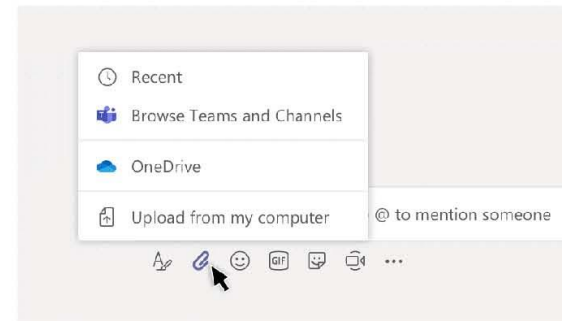 Recent
Browse Teams and Channels
OneDrive
Upload from my computer
@ to mention someone
GIF